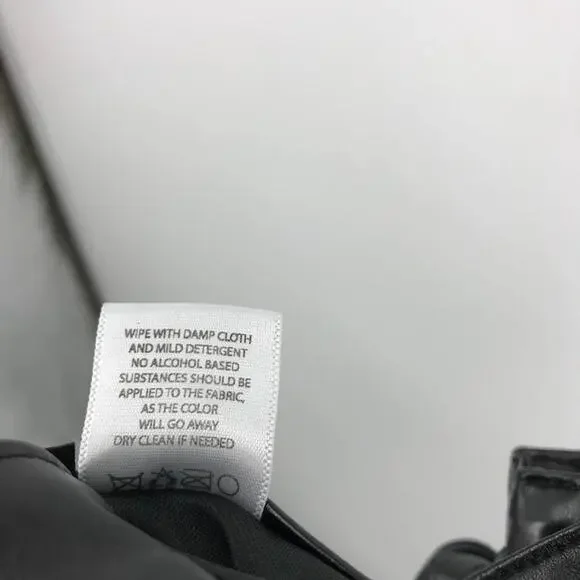 WIPE WITH DAMP CLOTH
AND MILD DETERGENT
NO ALCOHOL BASED
SUBSTANCES SHOULD BE
APPLIED TO THE FABRIC,
AS THE COLOR
WILL GO AWAY
DRY CLEAN IF NEEDED